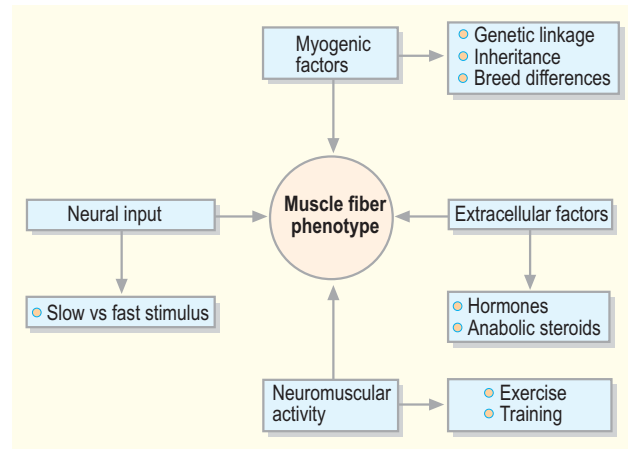 Myogenic
factors
Genetic linkage
Inheritance
Breed differences
Neural input
Muscle fiber
phenotype
Extracellular factors
Slow vs fast stimulus
Hormones
Anabolic steroids
Neuromuscular
activity
Exercise
Training